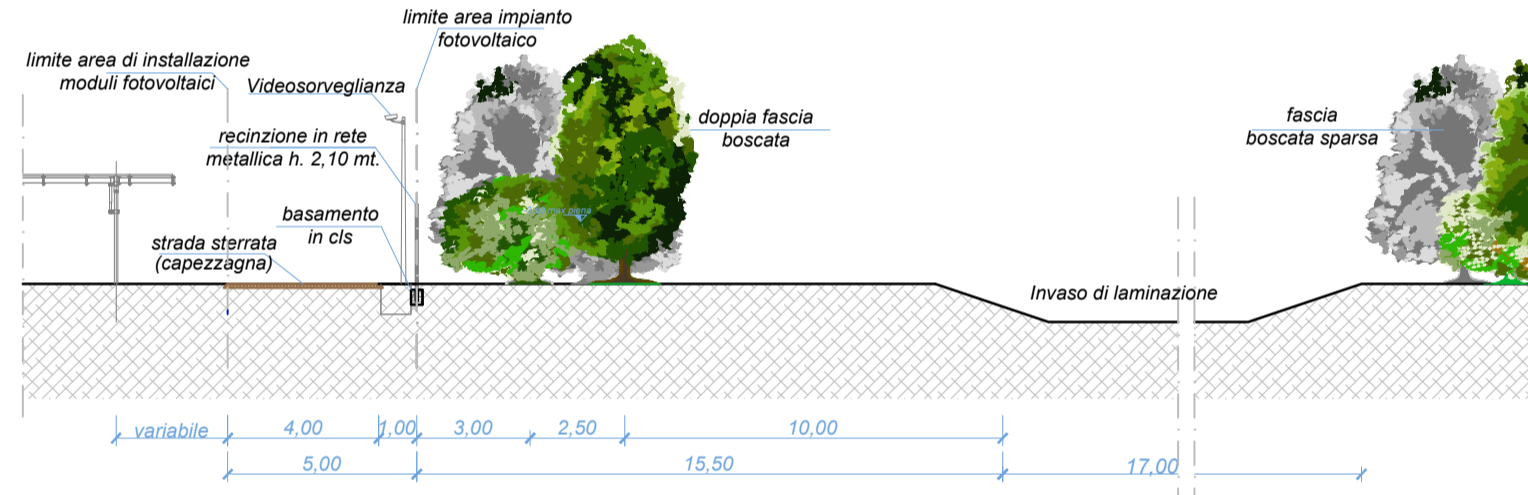 limite area impianto
fotovoltaico
limite area di installazione
moduli fotovoltaici
Videosorveglianza
recinzione in rete
metallica h. 2,10 mt.
doppia fascia
boscata
fascia
boscata sparsa
basamento
in cls
strada sterrata
(capezzagna)
max piena
Invaso di laminazione
variabile
4,00
1,00
3,00
2,50
10,00
5,00
15,50
17,00